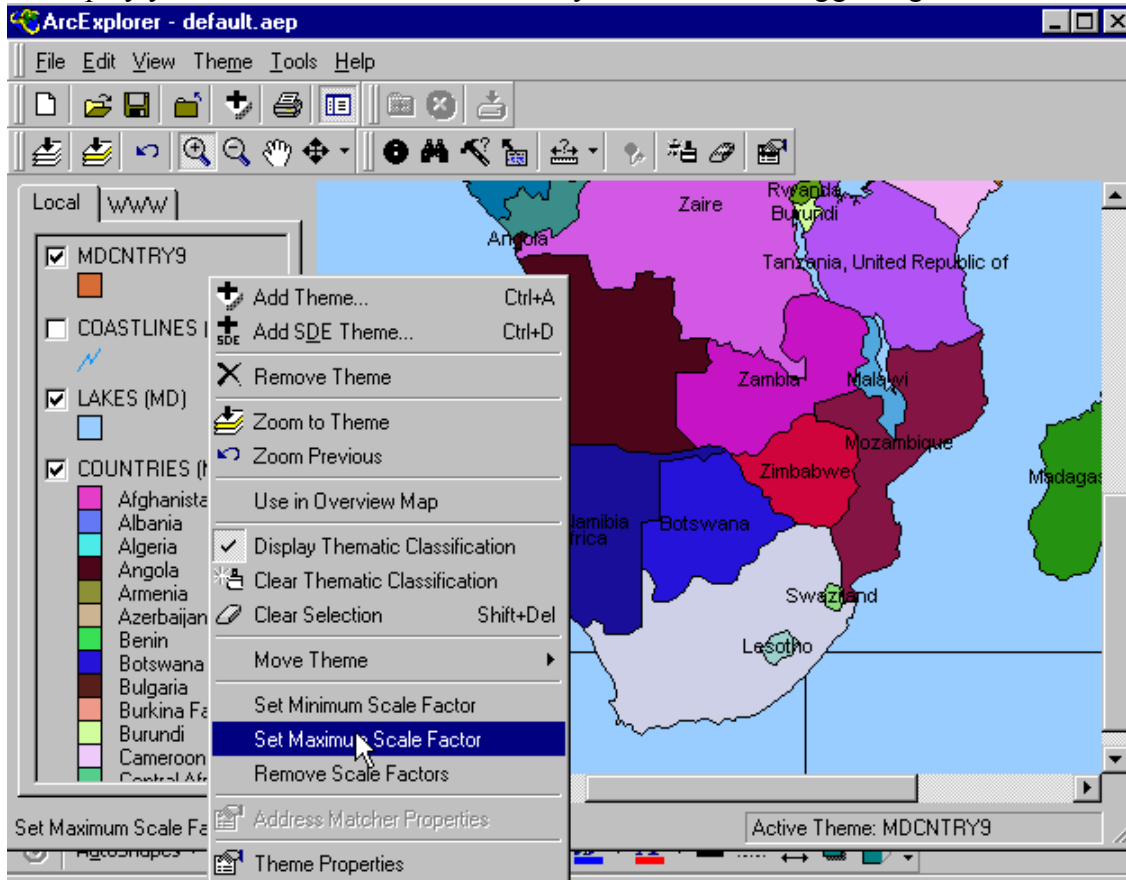 ArcExplorer - default.aep
File Edit View Theme Tools Help
Local WWW
MDCNTRY9
COASTLINES (
LAKES (MD)
COUNTRIES (
Afghanista
Albania
Algeria
Angola
Armenia
Azerbaijan
Benin
Botswana
Bulgaria
Burkina Fa
Burundi
Cameroon
Add Theme... Ctrl+A
SDE Add SDE Theme... Ctrl+D
Remove Theme
Zoom to Theme
Zoom Previous
Use in Overview Map
Display Thematic Classification
Clear Thematic Classification
Clear Selection Shift+Del
Move Theme
Set Minimum Scale Factor
Set Maximum Scale Factor
Remove Scale Factors
Address Matcher Properties
Theme Properties
Zaire
Rwanda
Burundi
Angola
Tanzania, United Republic of
Zambia
Malawi
Mozambique
Zimbabwe
Madagas
Namibia
Botswana
frica
Swaziland
Lesotho
Set Maximum Scale Fa
Active Theme: MDCNTRY9